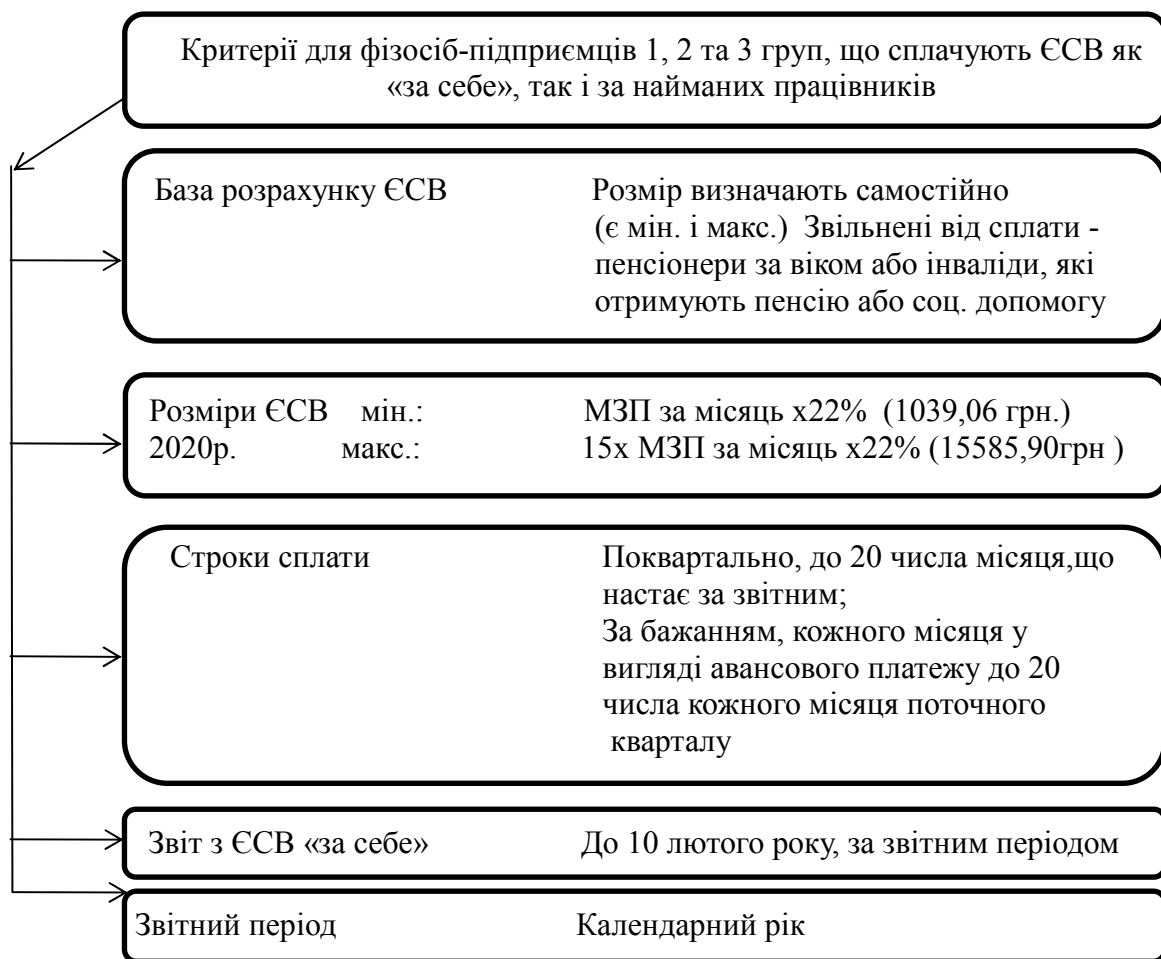 Критерії для фізосіб-підприємців 1, 2 та 3 груп, що сплачують ЄСВ як
«за себе», так і за найманих працівників
База розрахунку ЄСВ Розмір визначають самостійно
(є мін. і макс.) Звільнені від сплати -
пенсіонери за віком або інваліди, які
отримують пенсію або соц. допомогу
Розміри ЄСВ мін.: МЗП за місяць х22% (1039,06 грн.)
2020р. макс.: 15х МЗП за місяць х22% (15585,90грн )
Строки сплати Поквартально, до 20 числа місяця,що
настає за звітним;
За бажанням, кожного місяця у
вигляді авансового платежу до 20
числа кожного місяця поточного
кварталу
Звіт з ЄСВ «за себе» До 10 лютого року, за звітним періодом
Звітний період Календарний рік